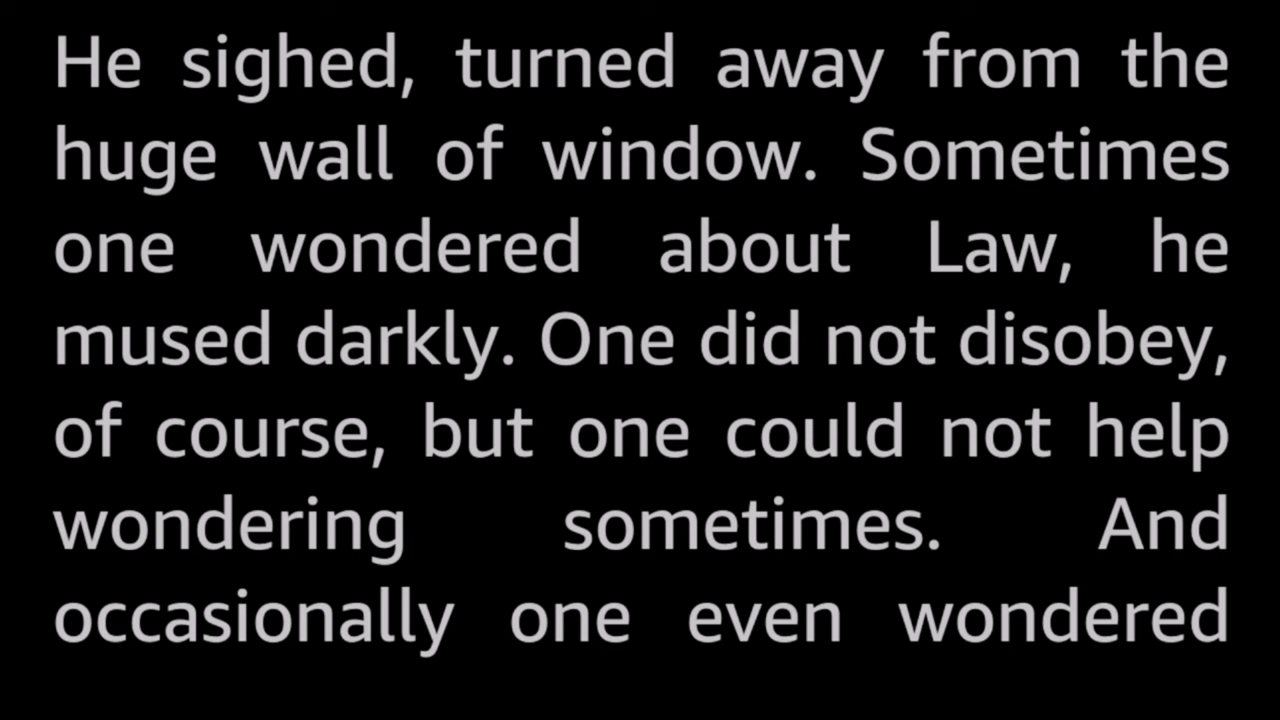 He sighed, turned away from the
huge wall of window. Sometimes
one wondered about Law, he
mused darkly. One did not disobey,
of course, but one could not help
wondering sometimes. And
occasionally one even wondered